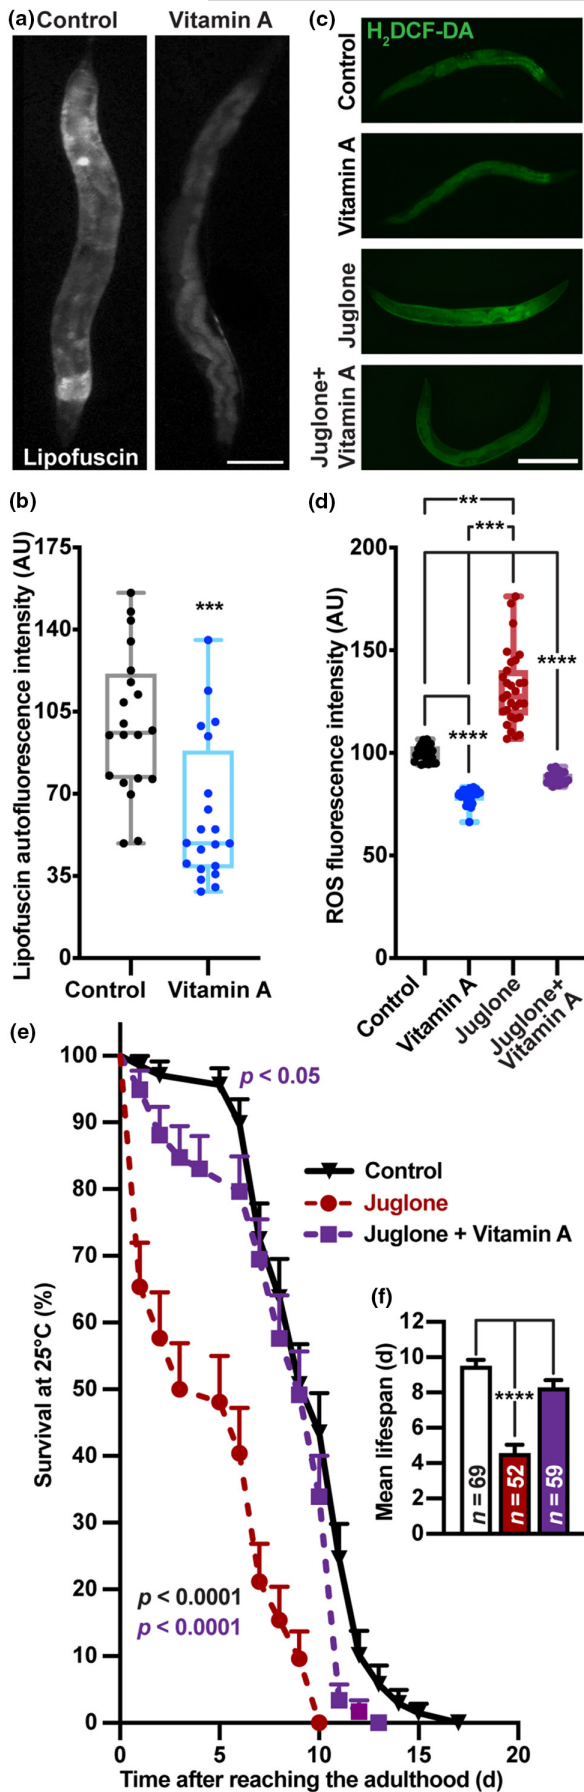 (a) Control Vitamin A
Lipofuscin
(c)
H2DCF-DA
Control
Vitamin A
Juglone
Juglone+
Vitamin A
(b)
Lipofuscin autofluorescence intensity (AU)
175
140
105
70
35
0
***
Control Vitamin A
(d)
ROS fluorescence intensity (AU)
200
150
100
50
0
**
***
****
****
Control
Vitamin A
Juglone
Juglone+
Vitamin A
(e)
Survival at 25ºC (%)
100
90
80
70
60
50
40
30
20
10
0
p < 0.05
Control
Juglone
Juglone + Vitamin A
p < 0.0001
p < 0.0001
0 5 10 15 20
Time after reaching the adulthood (d)
(f)
Mean lifespan (d)
12
10
8
6
4
2
0
****
n = 69
n = 52
n = 59